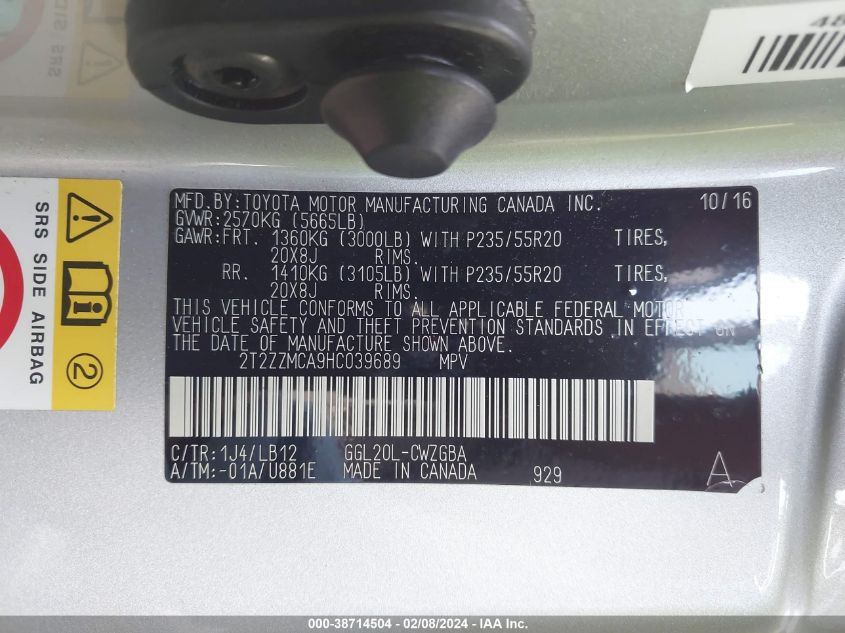 SRS
48
MFD.BY:TOYOTA MOTOR MANUFACTURING CANADA INC. 10/16
GVWR:2570KG (5665LB)
GAWR:FRT. 1360KG (3000LB) WITH P235/55R20 TIRES,
20X8J RIMS.
RR. 1410KG (3105LB) WITH P235/55R20 TIRES,
20X8J RIMS.
THIS VEHICLE CONFORMS TO ALL APPLICABLE FEDERAL MOTOR
VEHICLE SAFETY AND THEFT PREVENTION STANDARDS IN EFFECT ON
THE DATE OF MANUFACTURE SHOWN ABOVE.
2T2ZZMCA9HC039689 MPV
C/TR:1J4/LB12 GGL20L-CWZGBA
A/TM:-01A/U881E MADE IN CANADA 929 A
SRS SIDE AIRBAG
2
000-38714504 - 02/08/2024 - IAA Inc.